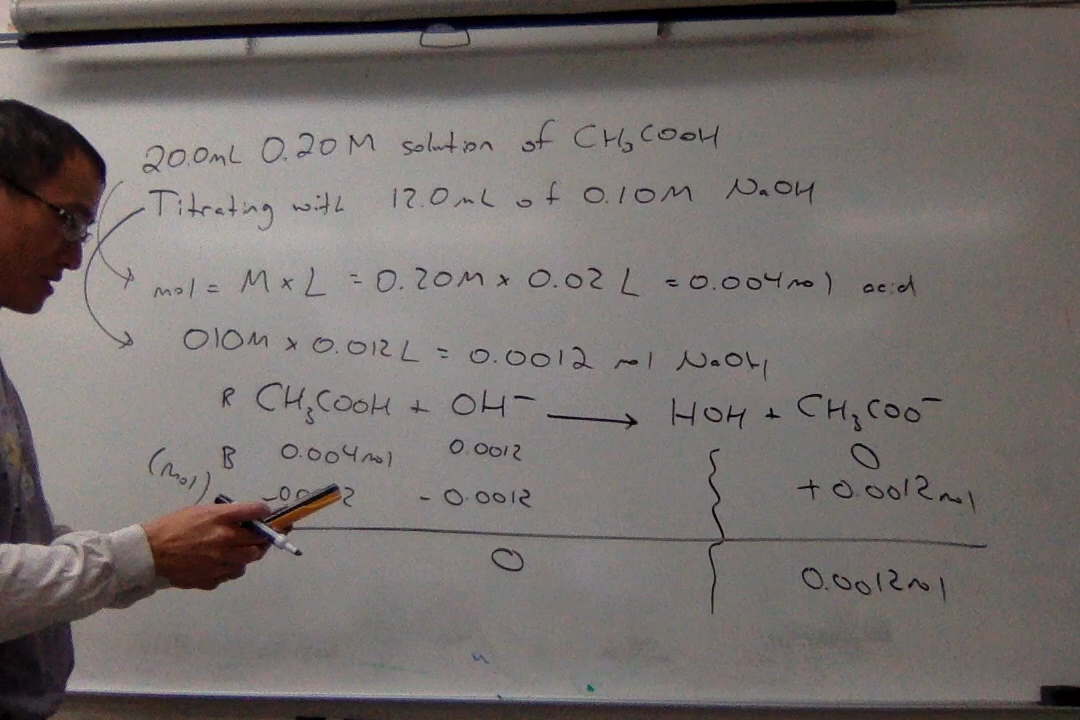 20.0mL 0.20M solution of CH₃COOH
Titrating with 12.0mL of 0.10M NaOH
mol = M × L = 0.20M × 0.02 L = 0.004 mol acid
010M × 0.012L = 0.0012 mol NaOH
R CH₃COOH + OH⁻ → HOH + CH₃COO⁻
(mol) B 0.004mol 0.0012 0
- 0.0012 + 0.0012mol
0 0.0012mol